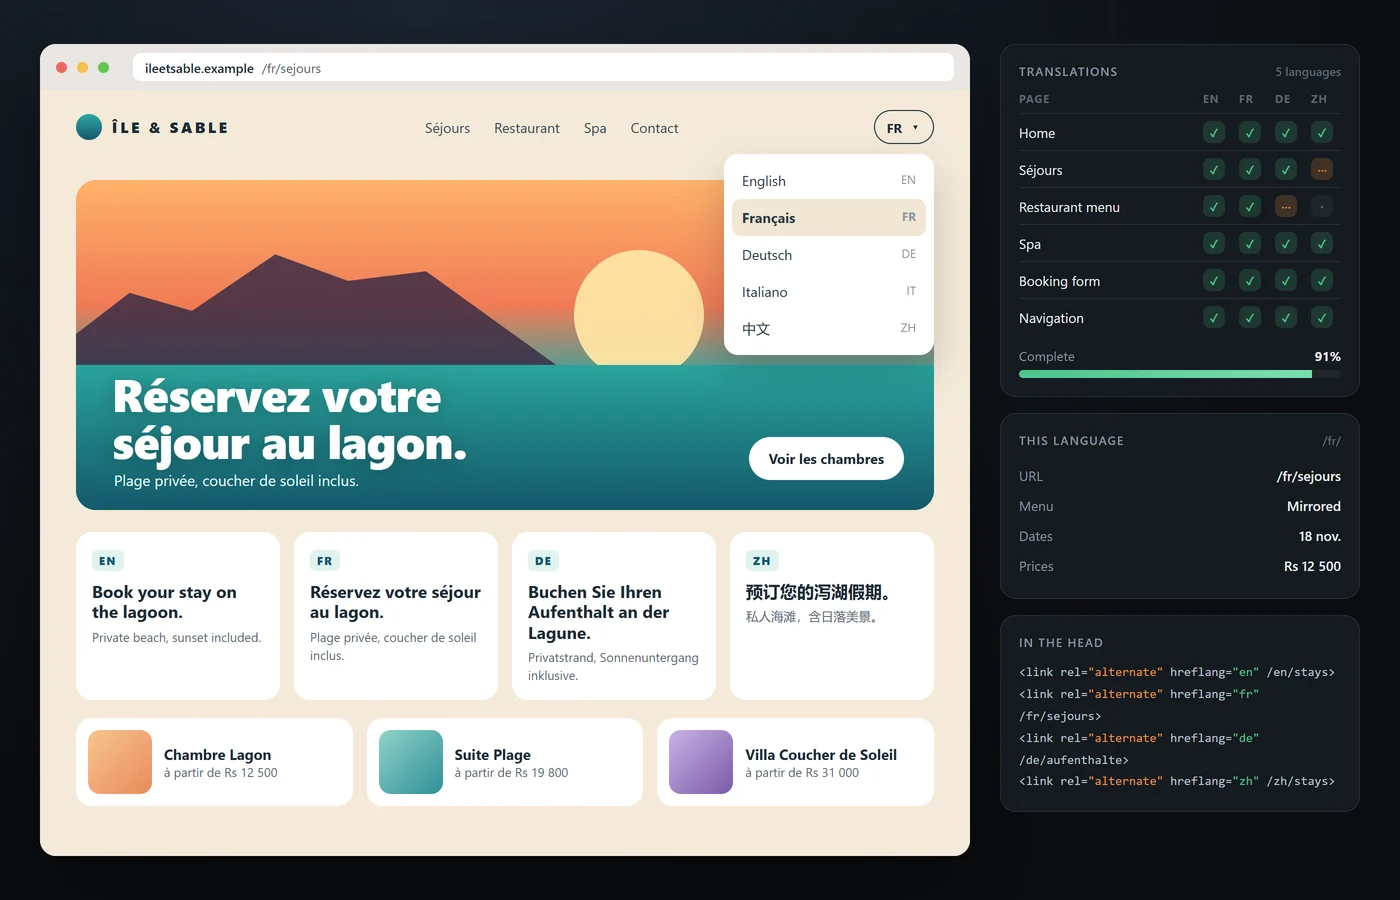 ileetsable.example /fr/sejours
ÎLE & SABLE
Séjours Restaurant Spa Contact
FR ▾
English EN
Français FR
Deutsch DE
Italiano IT
中文 ZH
Réservez votre
séjour au lagon.
Plage privée, coucher de soleil inclus.
Voir les chambres
EN
Book your stay on
the lagoon.
Private beach, sunset included.
FR
Réservez votre séjour
au lagon.
Plage privée, coucher de soleil
inclus.
DE
Buchen Sie Ihren
Aufenthalt an der
Lagune.
Privatstrand, Sonnenuntergang
inklusive.
ZH
预订您的泻湖假期。
私人海滩，含日落美景。
Chambre Lagon
à partir de Rs 12 500
Suite Plage
à partir de Rs 19 800
Villa Coucher de Soleil
à partir de Rs 31 000
TRANSLATIONS 5 languages
PAGE EN FR DE ZH
Home ✓ ✓ ✓ ✓
Séjours ✓ ✓ ✓ ···
Restaurant menu ✓ ✓ ··· ·
Spa ✓ ✓ ✓ ✓
Booking form ✓ ✓ ✓ ✓
Navigation ✓ ✓ ✓ ✓
Complete 91%
THIS LANGUAGE /fr/
URL /fr/sejours
Menu Mirrored
Dates 18 nov.
Prices Rs 12 500
IN THE HEAD
<link rel="alternate" hreflang="en" /en/stays>
<link rel="alternate" hreflang="fr"
/fr/sejours>
<link rel="alternate" hreflang="de"
/de/aufenthalte>
<link rel="alternate" hreflang="zh" /zh/stays>